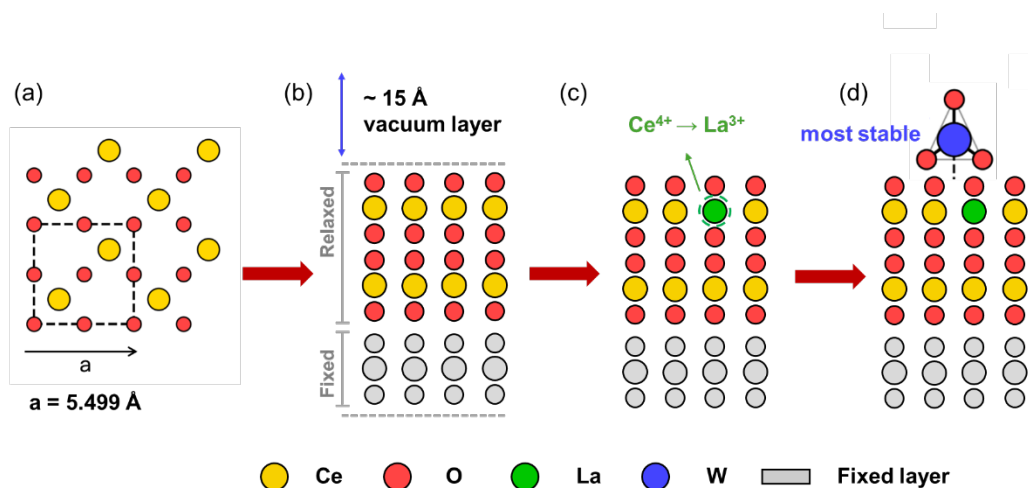 (a)
a
a = 5.499 Å
(b)
~ 15 Å
vacuum layer
Relaxed
Fixed
(c)
Ce⁴⁺ → La³⁺
(d)
most stable
Ce
O
La
W
Fixed layer